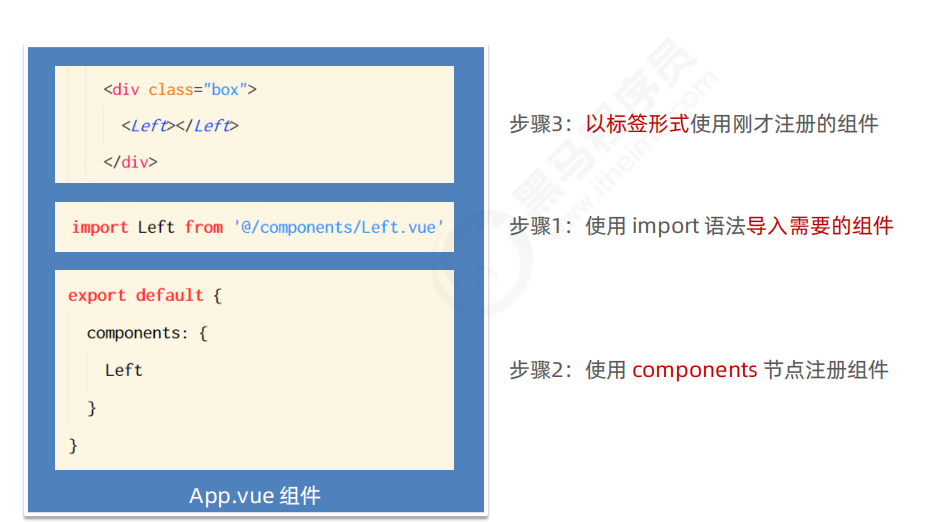 <div class="box">
<Left></Left>
</div>
步骤3：以标签形式使用刚才注册的组件
import Left from '@/components/Left.vue'
步骤1：使用 import 语法导入需要的组件
export default {
components: {
Left
}
}
步骤2：使用 components 节点注册组件
App.vue 组件
黑马程序员
www.itheima.com